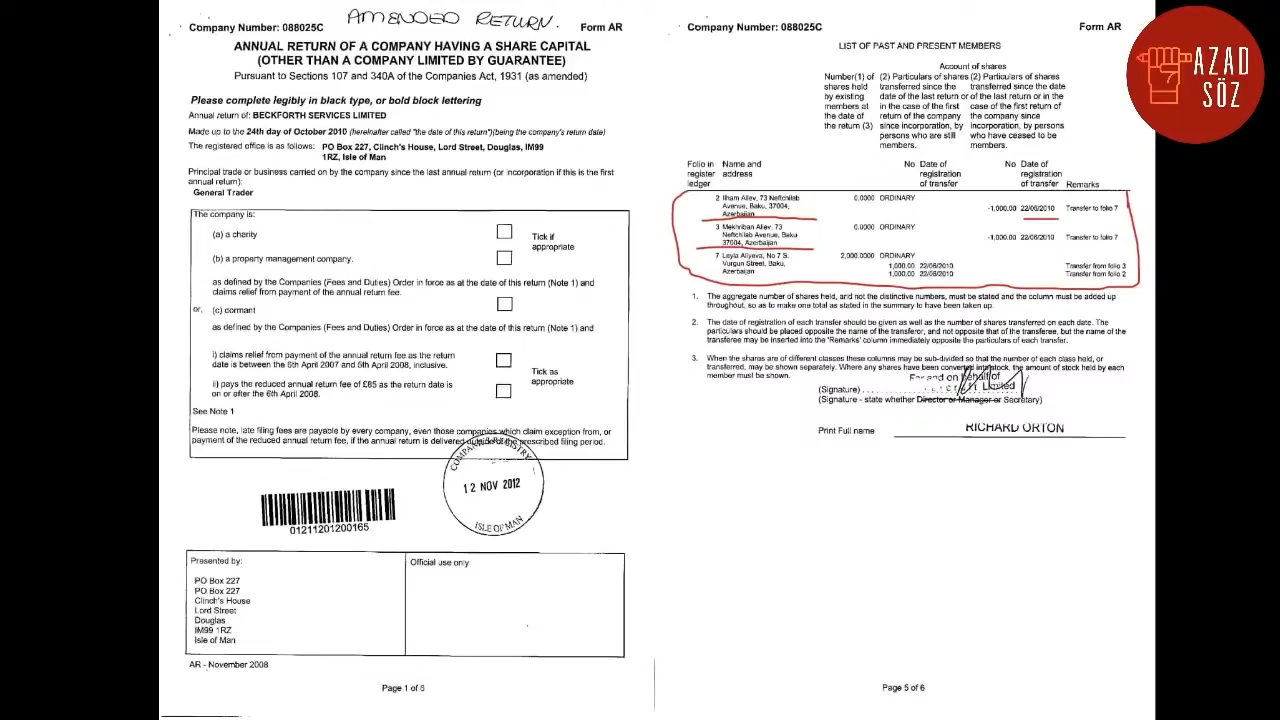 AMENDED RETURN.
Company Number: 088025C
Form AR
ANNUAL RETURN OF A COMPANY HAVING A SHARE CAPITAL
(OTHER THAN A COMPANY LIMITED BY GUARANTEE)
Pursuant to Sections 107 and 340A of the Companies Act, 1931 (as amended)
Please complete legibly in black type, or bold block lettering
Annual return of: BECKFORTH SERVICES LIMITED
Made up to the 24th day of October 2010 (hereinafter called "the date of this return")(being the company's return date)
The registered office is as follows: PO Box 227, Clinch's House, Lord Street, Douglas, IM99
1RZ, Isle of Man
Principal trade or business carried on by the company since the last annual return (or incorporation if this is the first
annual return):
General Trader
The company is:
(a) a charity
Tick if
appropriate
(b) a property management company.
as defined by the Companies (Fees and Duties) Order in force as at the date of this return (Note 1) and
claims relief from payment of the annual return fee.
or, (c) dormant
as defined by the Companies (Fees and Duties) Order in force as at the date of this return (Note 1) and
i) claims relief from payment of the annual return fee as the return
date is between the 6th April 2007 and 5th April 2008, inclusive.
Tick as
appropriate
ii) pays the reduced annual return fee of £85 as the return date is
on or after the 6th April 2008.
See Note 1
Please note, late filing fees are payable by every company, even those companies which claim exception from, or
payment of the reduced annual return fee, if the annual return is delivered outside of the prescribed filing period.
COMPANIES REGISTRY
12 NOV 2012
ISLE OF MAN
01211201200165
Presented by:
Official use only
PO Box 227
PO Box 227
Clinch's House
Lord Street
Douglas
IM99 1RZ
Isle of Man
AR - November 2008
Page 1 of 6
Company Number: 088025C
Form AR
LIST OF PAST AND PRESENT MEMBERS
Account of shares
Number(1) of
shares held
by existing
members at
the date of
the return (3)
(2) Particulars of shares
transferred since the
date of the last return or
in the case of the first
return of the company
since incorporation, by
persons who are still
members.
(2) Particulars of shares
transferred since the date
of the last return or in the
case of the first return of
the company since
incorporation, by persons
who have ceased to be
members.
Folio in
register
ledger
Name and
address
No Date of
registration
of transfer
No Date of
registration
of transfer
Remarks
2 Ilham Aliev, 73 Neftchilab
Avenue, Baku, 37004,
Azerbaijan
0.0000 ORDINARY
-1,000.00 22/06/2010 Transfer to folio 7
3 Mekhriban Aliev, 73
Neftchilab Avenue, Baku
37004, Azerbaijan
0.0000 ORDINARY
-1,000.00 22/06/2010 Transfer to folio 7
7 Leyla Aliyeva, No 7 S.
Vurgun Street, Baku,
Azerbaijan
2,000.0000 ORDINARY
1,000.00 22/06/2010 Transfer from folio 3
1,000.00 22/06/2010 Transfer from folio 2
1. The aggregate number of shares held, and not the distinctive numbers, must be stated and the column must be added up
throughout, so as to make one total as stated in the summary to have been taken up.
2. The date of registration of each transfer should be given as well as the number of shares transferred on each date. The
particulars should be placed opposite the name of the transferor, and not opposite that of the transferee, but the name of the
transferee may be inserted into the 'Remarks' column immediately opposite the particulars of each transfer.
3. When the shares are of different classes these columns may be sub-divided so that the number of each class held, or
transferred, may be shown separately. Where any shares have been converted into stock, the amount of stock held by each
member must be shown.
For and on behalf of
Limited
(Signature)
(Signature - state whether Director or Manager or Secretary)
Print Full name
RICHARD ORTON
Page 5 of 6
AZAD
SÖZ